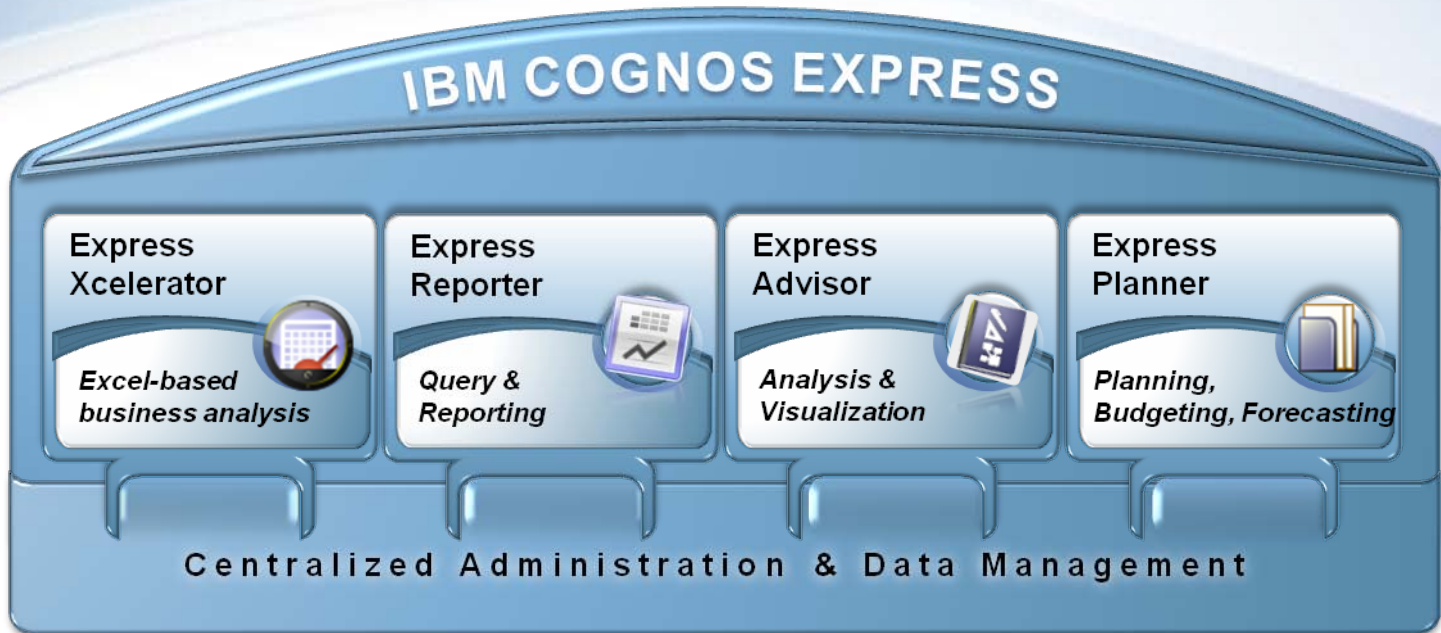 IBM COGNOS EXPRESS
Express
Xcelerator
Excel-based
business analysis
Express
Reporter
Query &
Reporting
Express
Advisor
Analysis &
Visualization
Express
Planner
Planning,
Budgeting, Forecasting
Centralized Administration & Data Management